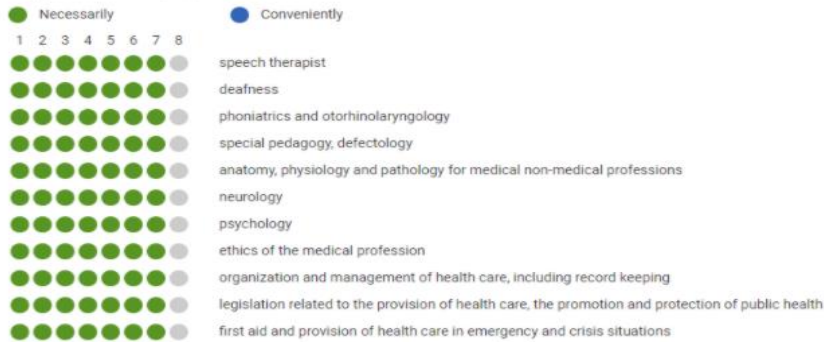 Necessarily Conveniently
1 2 3 4 5 6 7 8
speech therapist
deafness
phoniatrics and otorhinolaryngology
special pedagogy, defectology
anatomy, physiology and pathology for medical non-medical professions
neurology
psychology
ethics of the medical profession
organization and management of health care, including record keeping
legislation related to the provision of health care, the promotion and protection of public health
first aid and provision of health care in emergency and crisis situations